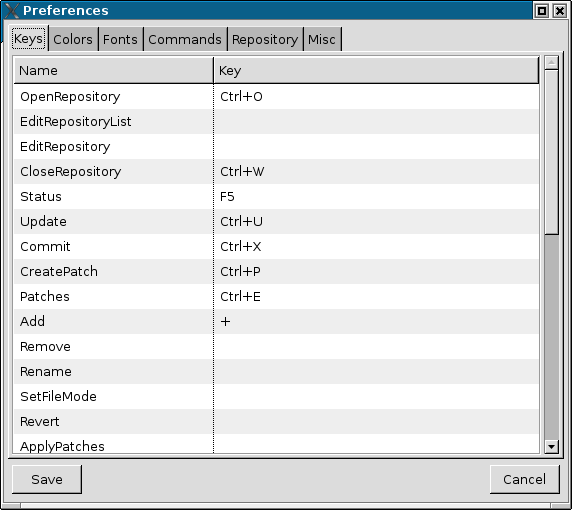 Preferences
Keys Colors Fonts Commands Repository Misc
Name Key
OpenRepository Ctrl+O
EditRepositoryList
EditRepository
CloseRepository Ctrl+W
Status F5
Update Ctrl+U
Commit Ctrl+X
CreatePatch Ctrl+P
Patches Ctrl+E
Add +
Remove
Rename
SetFileMode
Revert
ApplyPatches
Save Cancel